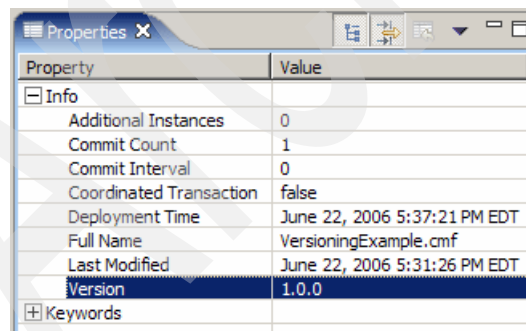 Properties
Property Value
Info
Additional Instances 0
Commit Count 1
Commit Interval 0
Coordinated Transaction false
Deployment Time June 22, 2006 5:37:21 PM EDT
Full Name VersioningExample.cmf
Last Modified June 22, 2006 5:31:26 PM EDT
Version 1.0.0
Keywords